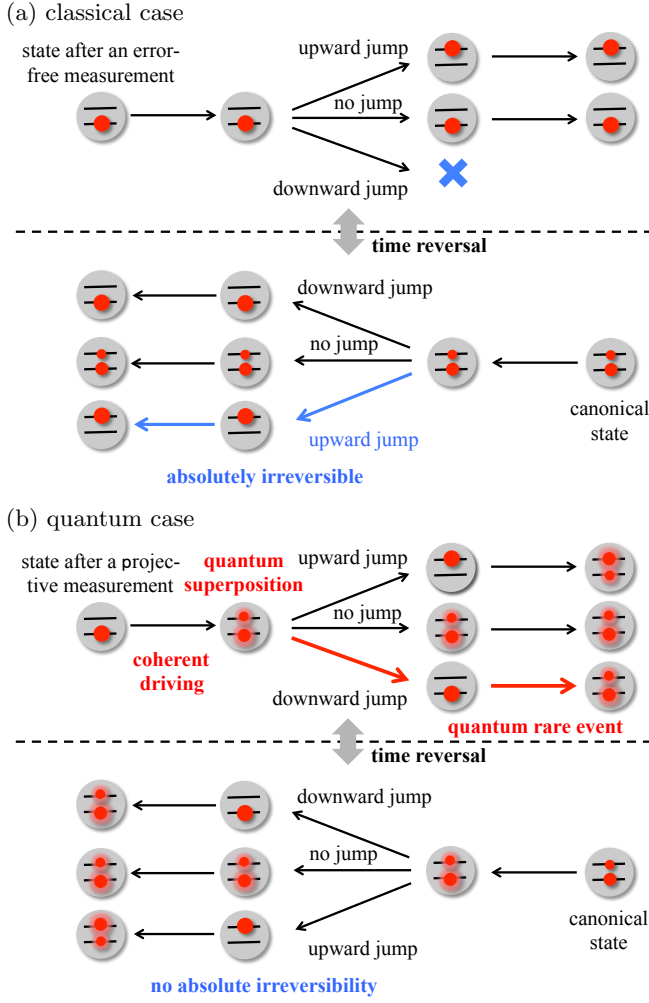 (a) classical case
state after an error-
free measurement
upward jump
no jump
downward jump
time reversal
downward jump
no jump
upward jump
canonical
state
absolutely irreversible
(b) quantum case
state after a projec-
tive measurement
quantum
superposition
upward jump
no jump
coherent
driving
downward jump
quantum rare event
time reversal
downward jump
no jump
upward jump
canonical
state
no absolute irreversibility